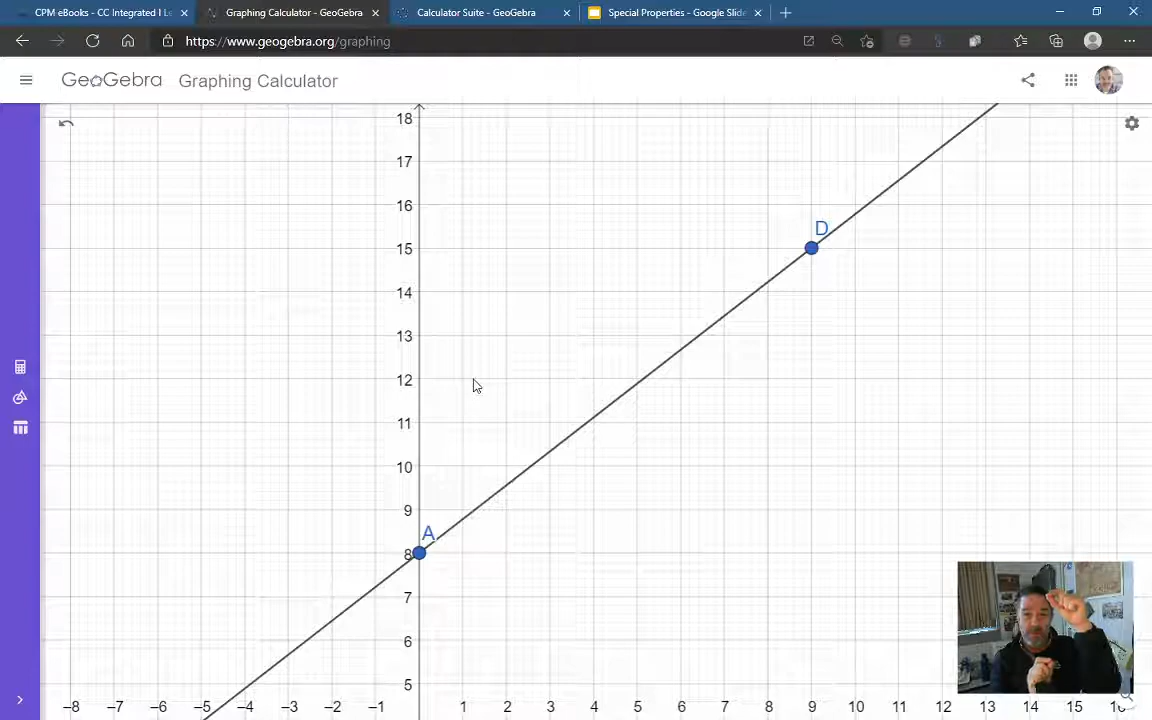 CPM eBooks - CC Integrated I L
Graphing Calculator - GeoGebra
Calculator Suite - GeoGebra
Special Properties - Google Slide
https://www.geogebra.org/graphing
GeoGebra Graphing Calculator
18
17
16
15
14
13
12
11
10
9
8
7
6
5
D
A
–8 –7 –6 –5 –4 –3 –2 –1 0 1 2 3 4 5 6 7 8 9 10 11 12 13 14 15 16